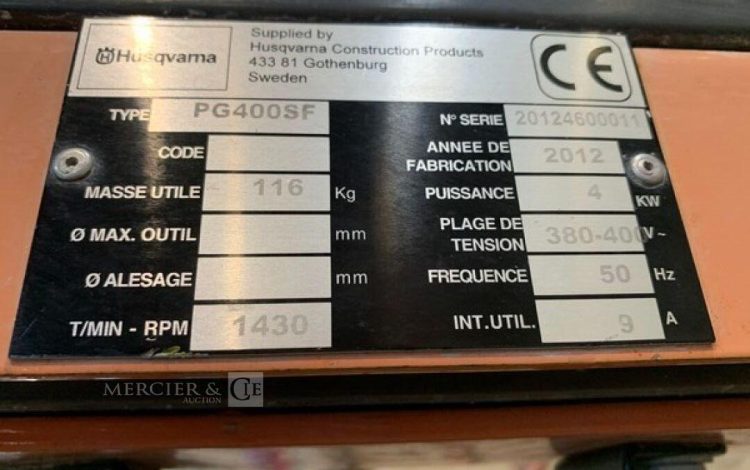 Husqvarna
Supplied by
Husqvarna Construction Products
433 81 Gothenburg
Sweden
CE
TYPE PG400SF
CODE
MASSE UTILE 116 Kg
Ø MAX. OUTIL mm
Ø ALESAGE mm
T/MIN - RPM 1430
N° SERIE 20124600011
ANNEE DE
FABRICATION 2012
PUISSANCE 4 KW
PLAGE DE
TENSION 380-400 V~
FREQUENCE 50 Hz
INT.UTIL. 9 A
MERCIER & CIE
AUCTION